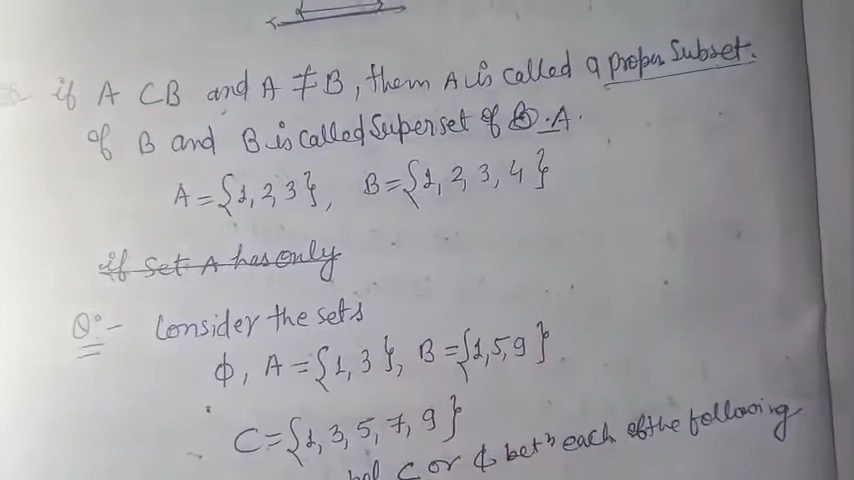 if A ⊂ B and A ≠ B, them A is called a proper Subset.
of B and B is called Superset of A.
A = {1, 2, 3}, B = {1, 2, 3, 4}
if set A has only
Q:- Consider the sets
ϕ, A = {1, 3}, B = {1, 5, 9}
C = {1, 3, 5, 7, 9}
⊂ or ⊄ betⁿ each of the following